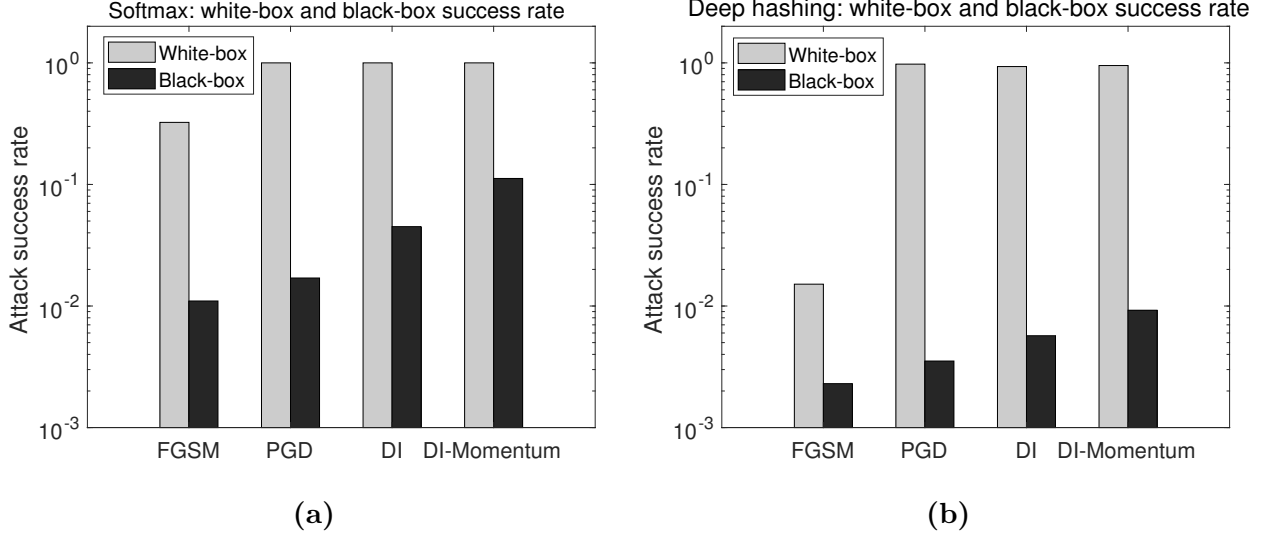 Softmax: white-box and black-box success rate
White-box
Black-box
10^0
10^-1
10^-2
10^-3
Attack success rate
FGSM PGD DI DI-Momentum
(a)
Deep hashing: white-box and black-box success rate
White-box
Black-box
10^0
10^-1
10^-2
10^-3
Attack success rate
FGSM PGD DI DI-Momentum
(b)